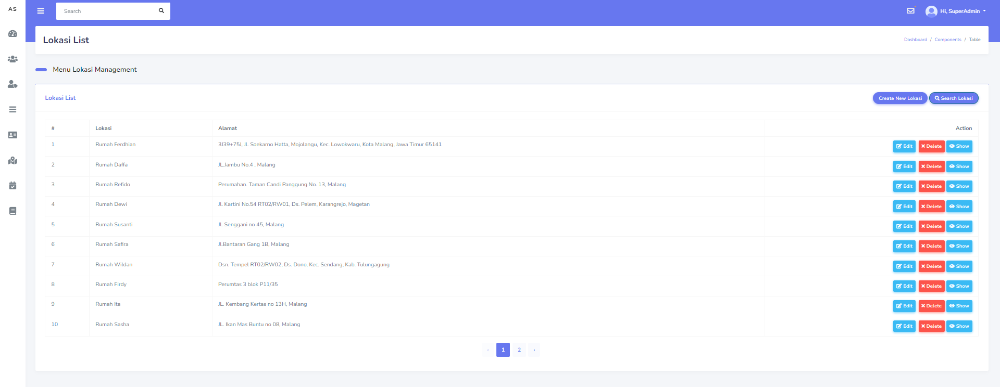 AS
Search
Hi, SuperAdmin
Lokasi List
Dashboard / Components / Table
Menu Lokasi Management
Lokasi List
Create New Lokasi
Search Lokasi
# Lokasi Alamat Action
1 Rumah Ferdhian 3J39+75J, Jl. Soekarno Hatta, Mojolangu, Kec. Lowokwaru, Kota Malang, Jawa Timur 65141 Edit Delete Show
2 Rumah Daffa JL.Jambu No.4 , Malang Edit Delete Show
3 Rumah Refido Perumahan. Taman Candi Panggung No. 13, Malang Edit Delete Show
4 Rumah Dewi Jl. Kartini No.54 RT02/RW01, Ds. Pelem, Karangrejo, Magetan Edit Delete Show
5 Rumah Susanti Jl. Senggani no 45, Malang Edit Delete Show
6 Rumah Safira Jl.Bantaran Gang 1B, Malang Edit Delete Show
7 Rumah Wildan Dsn. Tempel RT02/RW02, Ds. Dono, Kec. Sendang, Kab. Tulungagung Edit Delete Show
8 Rumah Firdy Perumtas 3 blok P11/35 Edit Delete Show
9 Rumah Ita JL. Kembang Kertas no 13H, Malang Edit Delete Show
10 Rumah Sasha JL. Ikan Mas Buntu no 08, Malang Edit Delete Show
‹ 1 2 ›